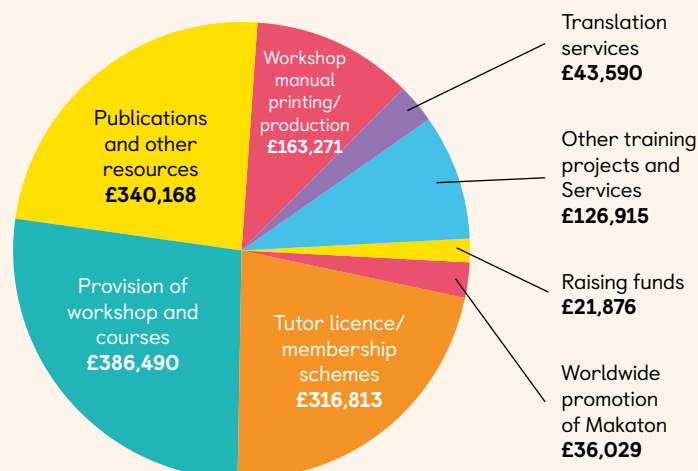 Workshop
manual
printing/
production
£163,271
Translation
services
£43,590
Other training
projects and
Services
£126,915
Raising funds
£21,876
Worldwide
promotion
of Makaton
£36,029
Tutor licence/
membership
schemes
£316,813
Provision of
workshop and
courses
£386,490
Publications
and other
resources
£340,168